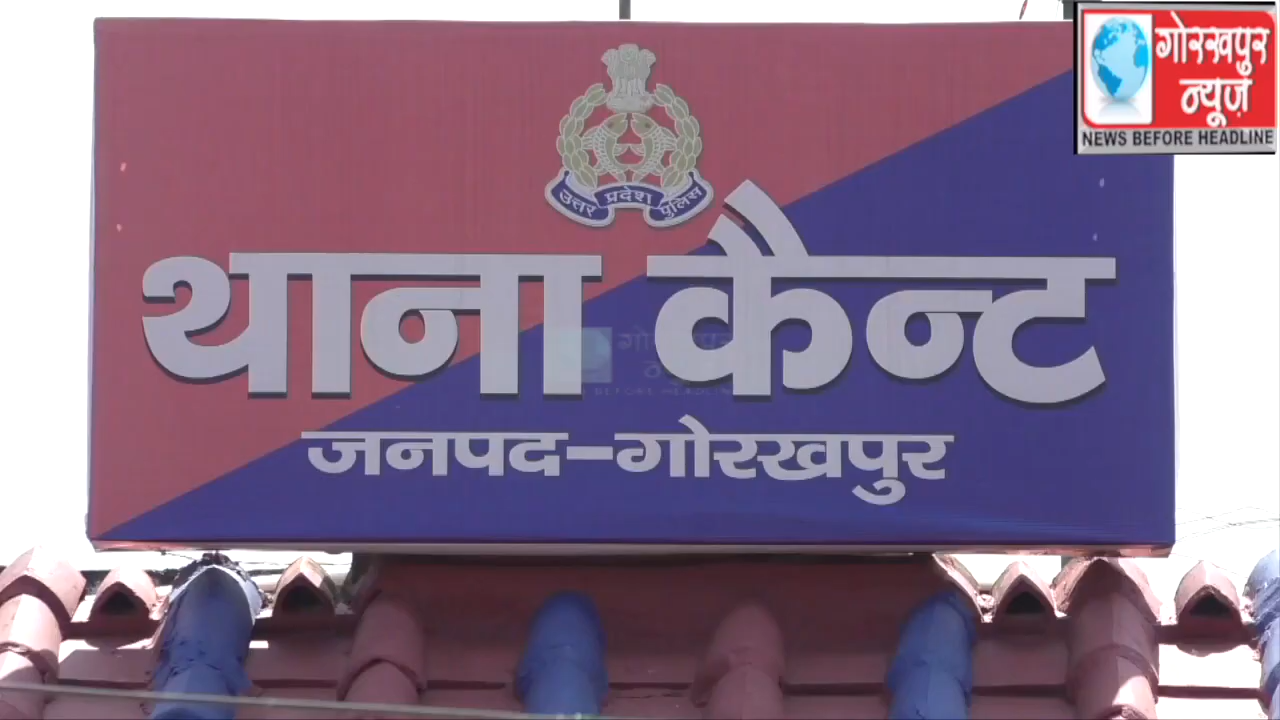 गोरखपुर
न्यूज़
NEWS BEFORE HEADLINE
उत्तर प्रदेश पुलिस
थाना कैन्ट
जनपद-गोरखपुर